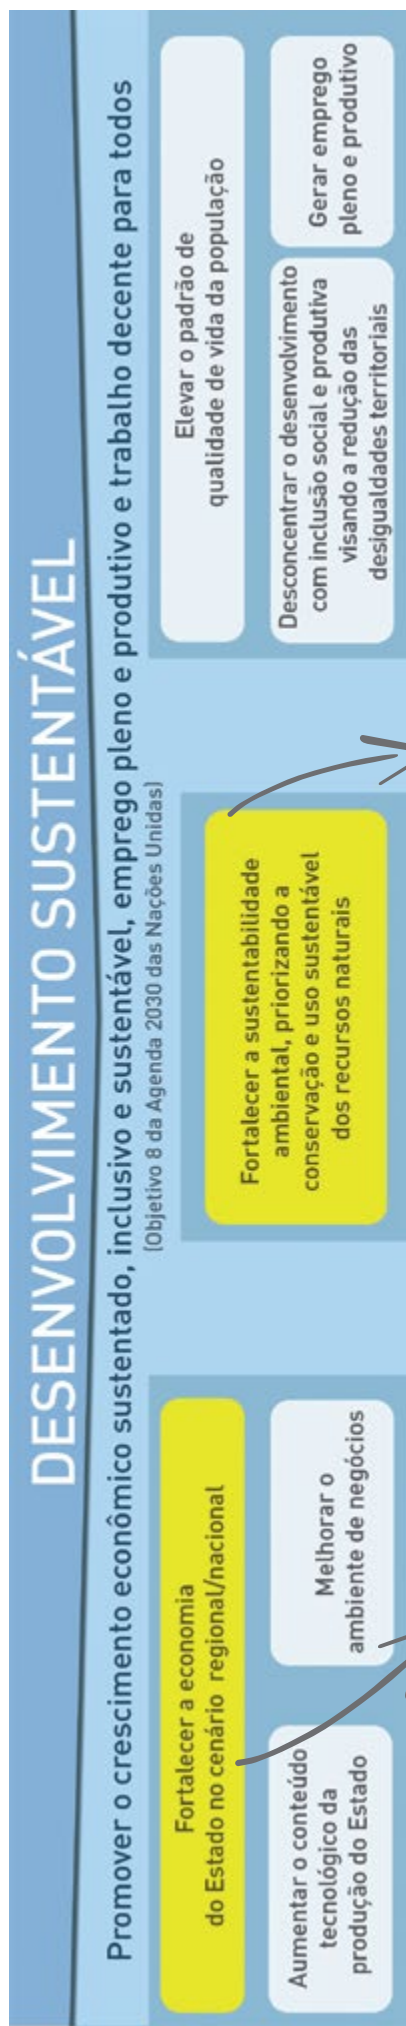 DESENVOLVIMENTO SUSTENTÁVEL
Promover o crescimento econômico sustentado, inclusivo e sustentável, emprego pleno e produtivo e trabalho decente para todos
(Objetivo 8 da Agenda 2030 das Nações Unidas)
Fortalecer a economia
do Estado no cenário regional/nacional
Aumentar o conteúdo
tecnológico da
produção do Estado
Melhorar o
ambiente de negócios
Fortalecer a sustentabilidade
ambiental, priorizando a
conservação e uso sustentável
dos recursos naturais
Elevar o padrão de
qualidade de vida da população
Desconcentrar o desenvolvimento
com inclusão social e produtiva
visando a redução das
desigualdades territoriais
Gerar emprego
pleno e produtivo